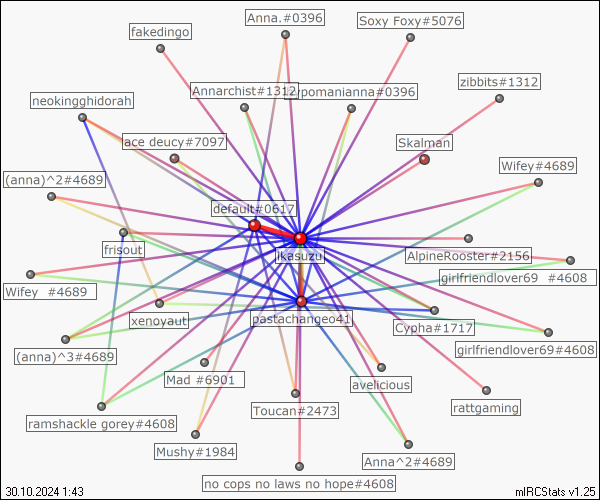 Anna.#0396
Soxy Foxy#5076
fakedingo
zibbits#1312
Annarchist#1312
ypomanianna#0396
neokingghidorah
ace deucy#7097
Skalman
Wifey#4689
(anna)^2#4689
default#0617
frisout
ikasuzu
AlpineRooster#2156
girlfriendlover69 #4608
Wifey #4689
pastachangeo41
xenoyaut
Cypha#1717
girlfriendlover69#4608
(anna)^3#4689
Mad #6901
avelicious
rattgaming
Toucan#2473
ramshackle gorey#4608
Mushy#1984
Anna^2#4689
no cops no laws no hope#4608
30.10.2024 1:43
mIRCStats v1.25